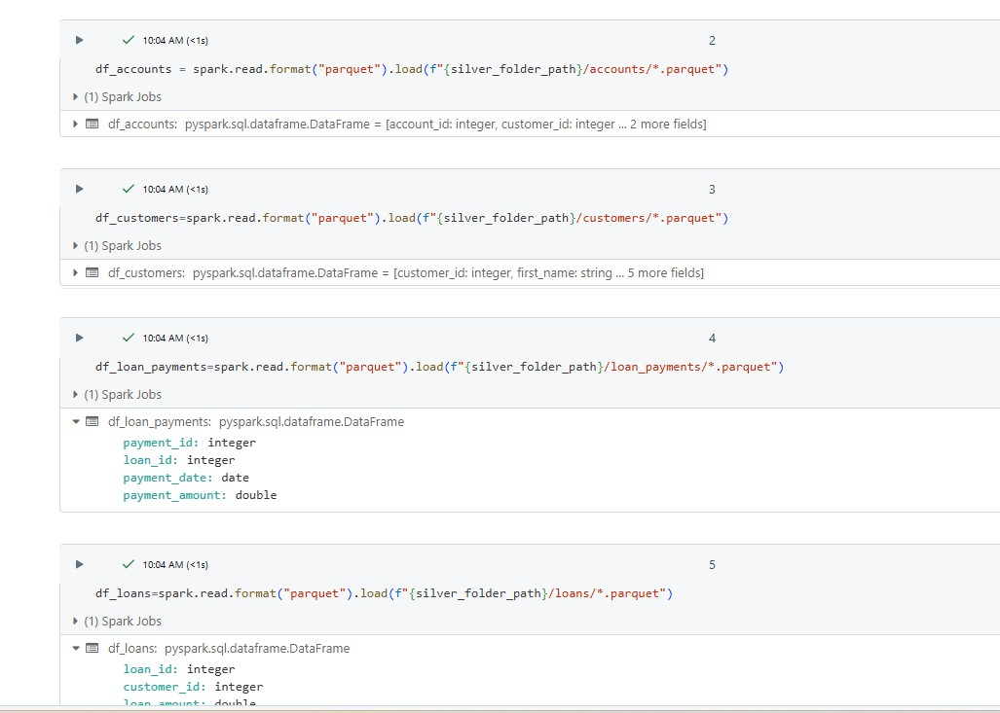 10:04 AM (<1s) 2
df_accounts = spark.read.format("parquet").load(f"{silver_folder_path}/accounts/*.parquet")
(1) Spark Jobs
df_accounts: pyspark.sql.dataframe.DataFrame = [account_id: integer, customer_id: integer ... 2 more fields]
10:04 AM (<1s) 3
df_customers=spark.read.format("parquet").load(f"{silver_folder_path}/customers/*.parquet")
(1) Spark Jobs
df_customers: pyspark.sql.dataframe.DataFrame = [customer_id: integer, first_name: string ... 5 more fields]
10:04 AM (<1s) 4
df_loan_payments=spark.read.format("parquet").load(f"{silver_folder_path}/loan_payments/*.parquet")
(1) Spark Jobs
df_loan_payments: pyspark.sql.dataframe.DataFrame
payment_id: integer
loan_id: integer
payment_date: date
payment_amount: double
10:04 AM (<1s) 5
df_loans=spark.read.format("parquet").load(f"{silver_folder_path}/loans/*.parquet")
(1) Spark Jobs
df_loans: pyspark.sql.dataframe.DataFrame
loan_id: integer
customer_id: integer
loan_amount: double